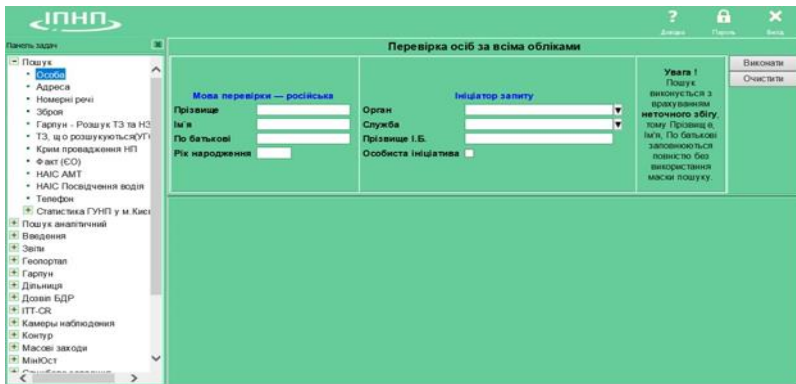 ІПНП
?
Довідка
Пароль
Вихід
Панель задач
Перевірка осіб за всіма обліками
Пошук
Особа
Адреса
Номерні речі
Зброя
Гарпун - Розшук ТЗ та НЗ
ТЗ, що розшукуються(УГ
Крим провадження НП
Факт (ЄО)
НАІС АМТ
НАІС Посвідчення водія
Телефон
Статистика ГУНП у м.Киє
Пошук аналітичний
Введення
Звіти
Геопортал
Гарпун
Дільниця
Дозвіл БДР
ITT-CR
Камеры наблюдения
Контур
Масові заходи
МінЮст
Мова перевірки — російська
Прізвище
Ім'я
По батькові
Рік народження
Ініціатор запиту
Орган
Служба
Прізвище І.Б.
Особиста ініціатива
Увага !
Пошук
виконується з
врахуванням
неточного збігу,
тому Прізвище,
Ім'я, По батькові
заповнюються
повністю без
використання
маски пошуку.
Виконати
Очистити